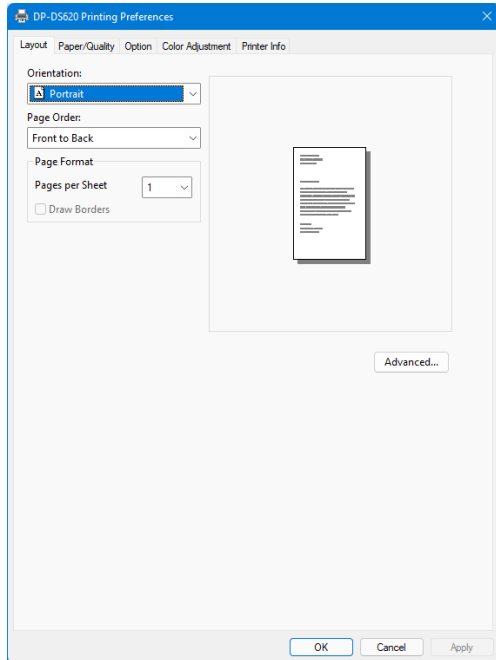 DP-DS620 Printing Preferences
Layout Paper/Quality Option Color Adjustment Printer Info
Orientation:
A Portrait
Page Order:
Front to Back
Page Format
Pages per Sheet 1
Draw Borders
Advanced...
OK Cancel Apply